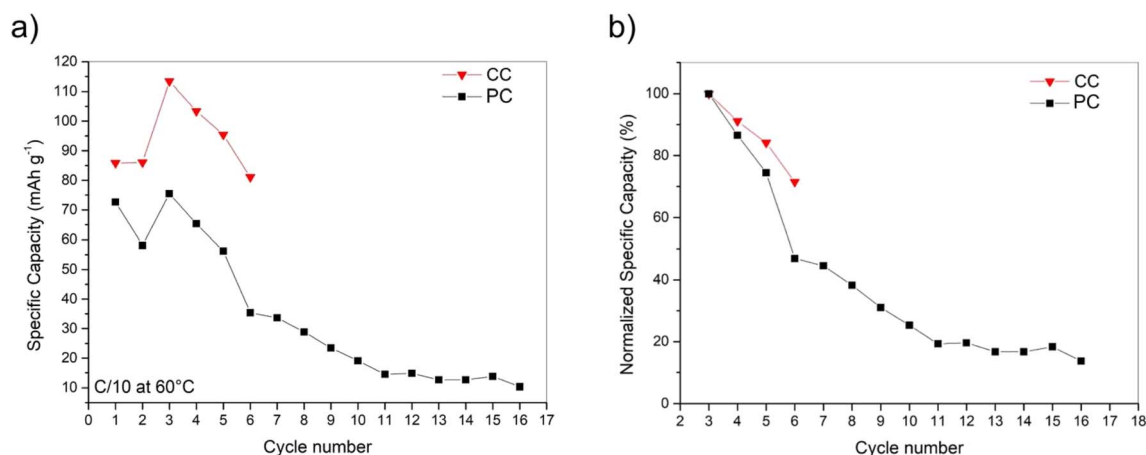 a)
Specific Capacity (mAh g⁻¹)
120
110
100
90
80
70
60
50
40
30
20
10
CC
PC
C/10 at 60°C
0 1 2 3 4 5 6 7 8 9 10 11 12 13 14 15 16 17
Cycle number
b)
Normalized Specific Capacity (%)
100
80
60
40
20
0
CC
PC
2 3 4 5 6 7 8 9 10 11 12 13 14 15 16 17 18
Cycle number